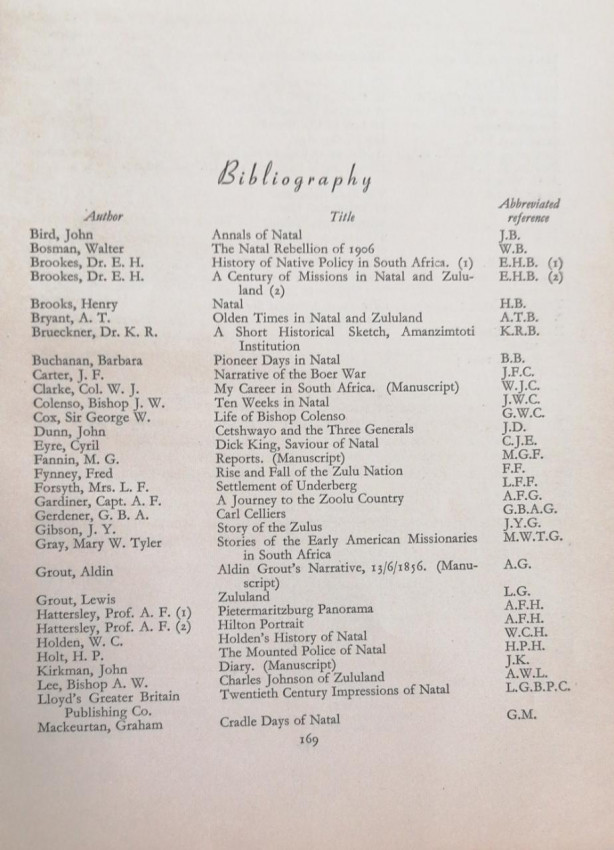 Bibliography
Abbreviated
Author Title reference
Bird, John Annals of Natal J.B.
Bosman, Walter The Natal Rebellion of 1906 W.B.
Brookes, Dr. E. H. History of Native Policy in South Africa. (1) E.H.B. (1)
Brookes, Dr. E. H. A Century of Missions in Natal and Zulu- E.H.B. (2)
land (2)
Brooks, Henry Natal H.B.
Bryant, A. T. Olden Times in Natal and Zululand A.T.B.
Brueckner, Dr. K. R. A Short Historical Sketch, Amanzimtoti K.R.B.
Institution
Buchanan, Barbara Pioneer Days in Natal B.B.
Carter, J. F. Narrative of the Boer War J.F.C.
Clarke, Col. W. J. My Career in South Africa. (Manuscript) W.J.C.
Colenso, Bishop J. W. Ten Weeks in Natal J.W.C.
Cox, Sir George W. Life of Bishop Colenso G.W.C.
Dunn, John Cetshwayo and the Three Generals J.D.
Eyre, Cyril Dick King, Saviour of Natal C.J.E.
Fannin, M. G. Reports. (Manuscript) M.G.F.
Fynney, Fred Rise and Fall of the Zulu Nation F.F.
Forsyth, Mrs. L. F. Settlement of Underberg L.F.F.
Gardiner, Capt. A. F. A Journey to the Zoolu Country A.F.G.
Gerdener, G. B. A. Carl Celliers G.B.A.G.
Gibson, J. Y. Story of the Zulus J.Y.G.
Gray, Mary W. Tyler Stories of the Early American Missionaries M.W.T.G.
in South Africa
Grout, Aldin Aldin Grout's Narrative, 13/6/1856. (Manu- A.G.
script)
Grout, Lewis Zululand L.G.
Hattersley, Prof. A. F. (1) Pietermaritzburg Panorama A.F.H.
Hattersley, Prof. A. F. (2) Hilton Portrait A.F.H.
Holden, W. C. Holden's History of Natal W.C.H.
Holt, H. P. The Mounted Police of Natal H.P.H.
Kirkman, John Diary. (Manuscript) J.K.
Lee, Bishop A. W. Charles Johnson of Zululand A.W.L.
Lloyd's Greater Britain Twentieth Century Impressions of Natal L.G.B.P.C.
Publishing Co.
Mackeurtan, Graham Cradle Days of Natal G.M.
169